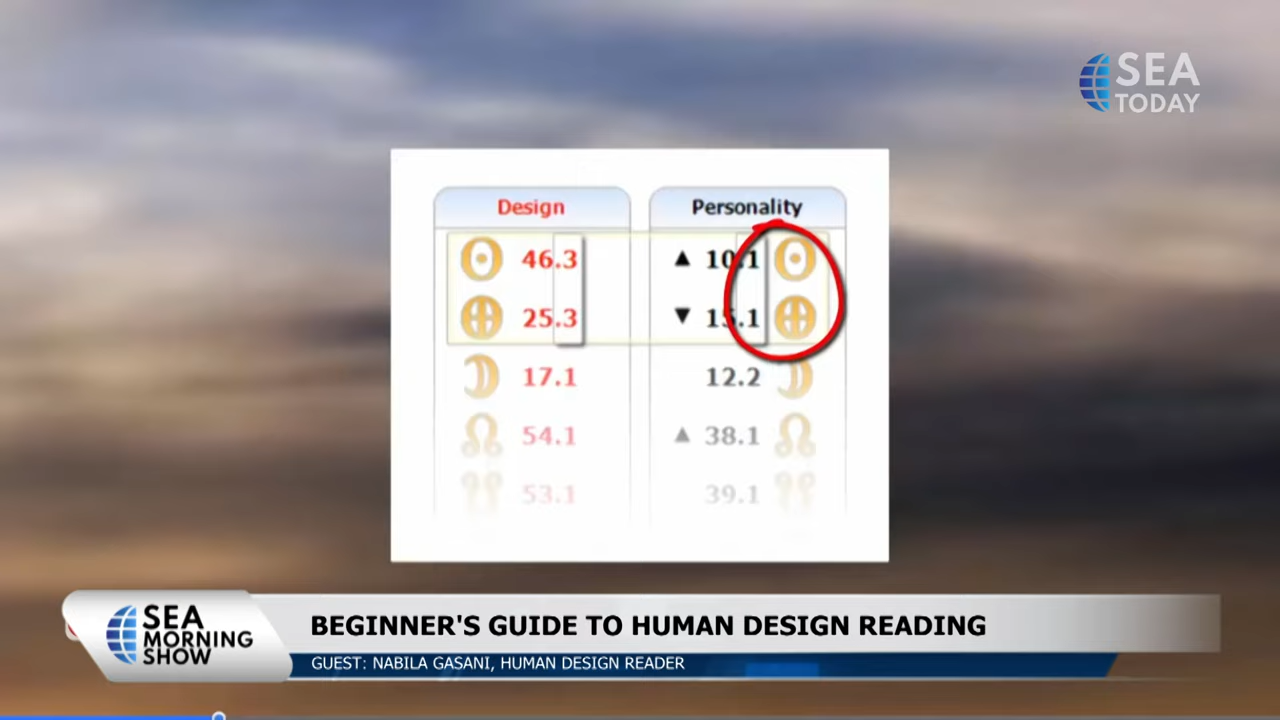 SEA
TODAY
Design
Personality
46.3
▲ 10.1
25.3
▼ 15.1
17.1
12.2
54.1
▲ 38.1
53.1
39.1
SEA
MORNING
SHOW
BEGINNER'S GUIDE TO HUMAN DESIGN READING
GUEST: NABILA GASANI, HUMAN DESIGN READER